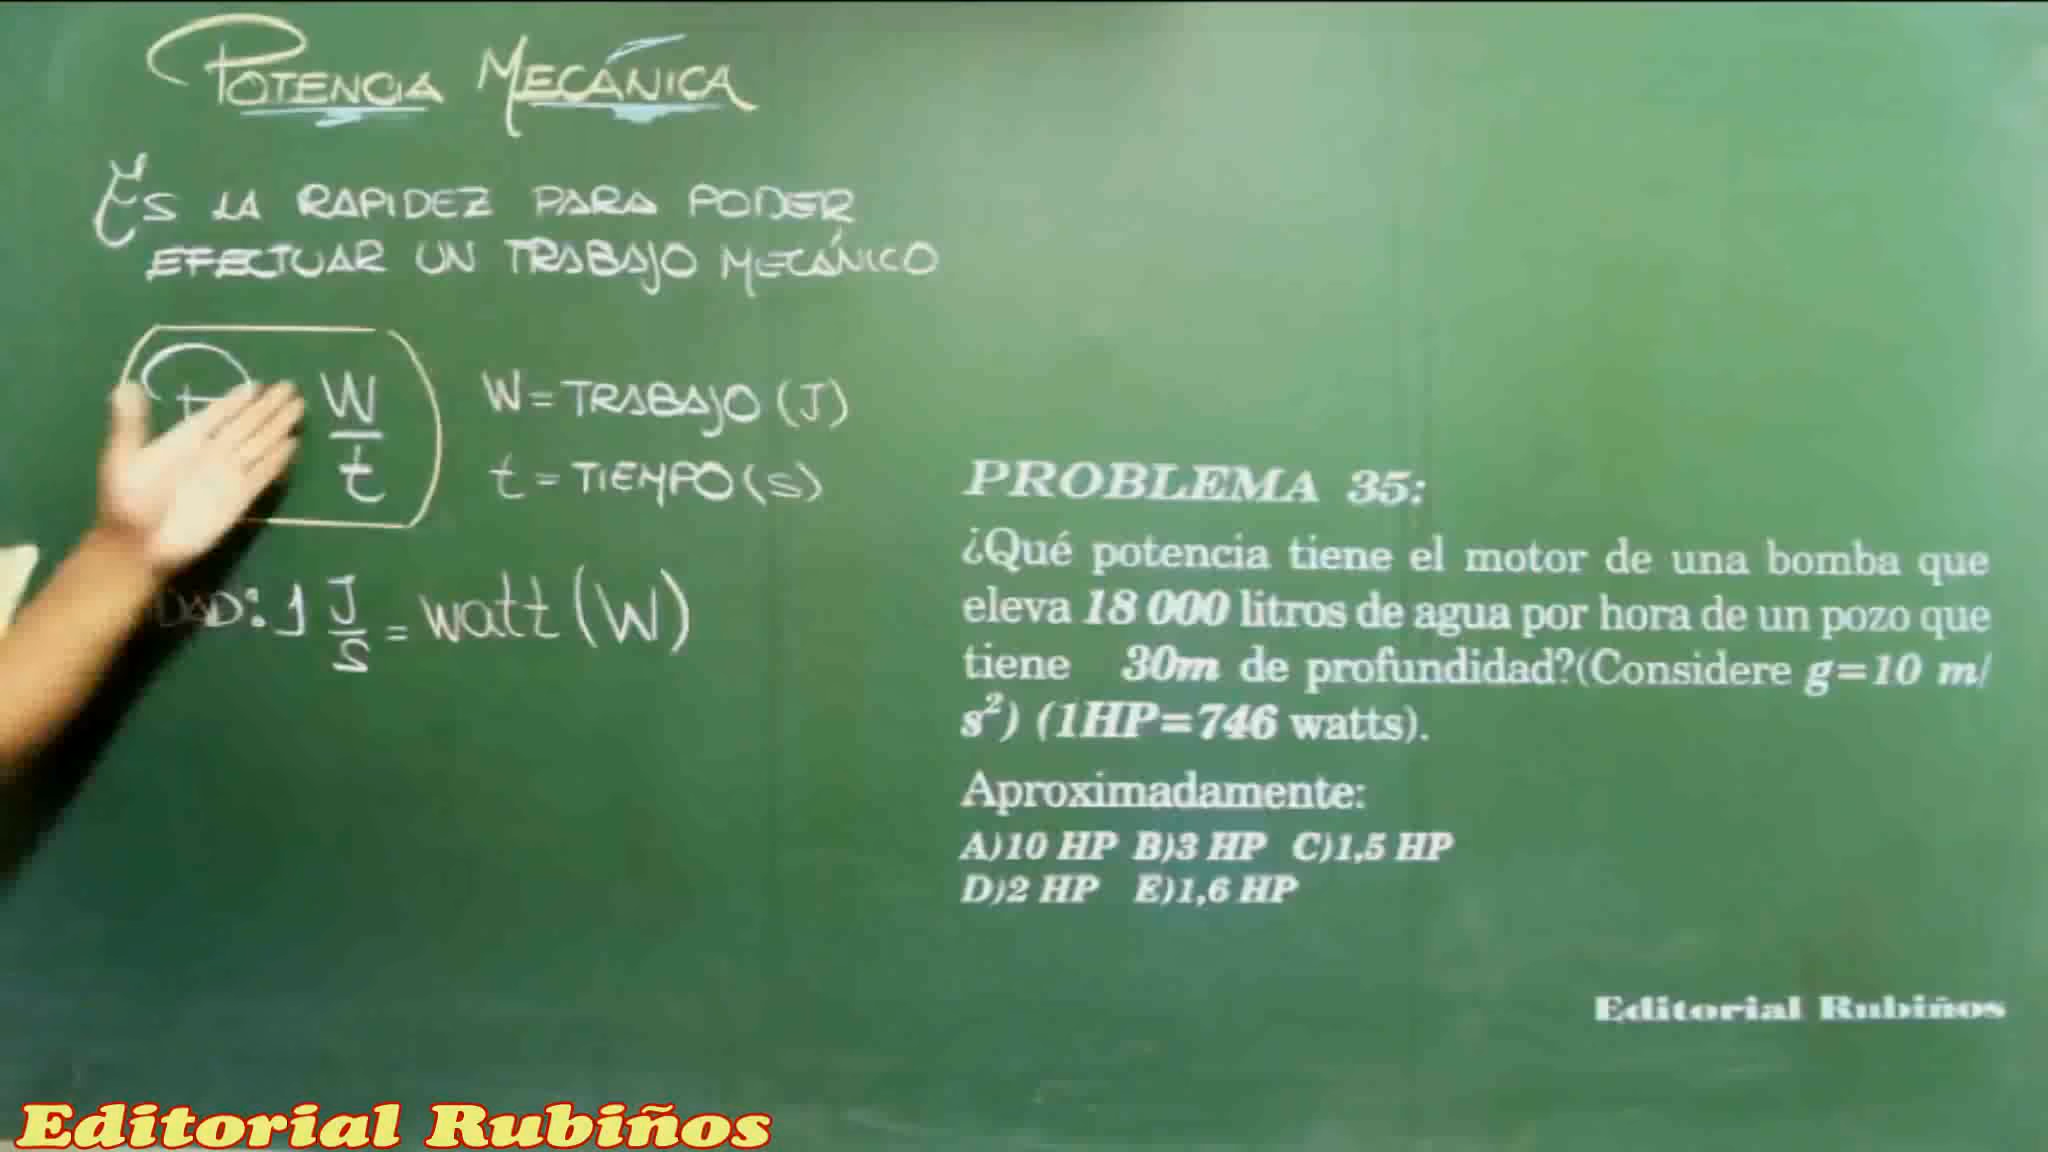 POTENCIA MECÁNICA
ES LA RAPIDEZ PARA PODER
EFECTUAR UN TRABAJO MECÁNICO
W
t
W = TRABAJO (J)
t = TIEMPO (s)
DAD: 1 J/s = watt (W)
PROBLEMA 35:
¿Qué potencia tiene el motor de una bomba que
eleva 18 000 litros de agua por hora de un pozo que
tiene 30m de profundidad?(Considere g=10 m/
s²) (1HP=746 watts).
Aproximadamente:
A)10 HP B)3 HP C)1,5 HP
D)2 HP E)1,6 HP
Editorial Rubiños
Editorial Rubiños